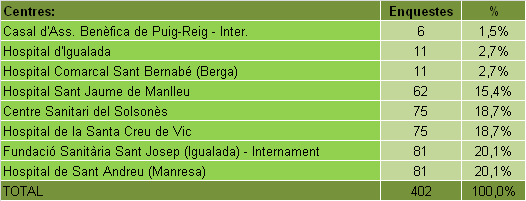 Centres: Enquestes %
Casal d'Ass. Benèfica de Puig-Reig - Inter. 6 1,5%
Hospital d'Igualada 11 2,7%
Hospital Comarcal Sant Bernabé (Berga) 11 2,7%
Hospital Sant Jaume de Manlleu 62 15,4%
Centre Sanitari del Solsonès 75 18,7%
Hospital de la Santa Creu de Vic 75 18,7%
Fundació Sanitària Sant Josep (Igualada) - Internament 81 20,1%
Hospital de Sant Andreu (Manresa) 81 20,1%
TOTAL 402 100,0%